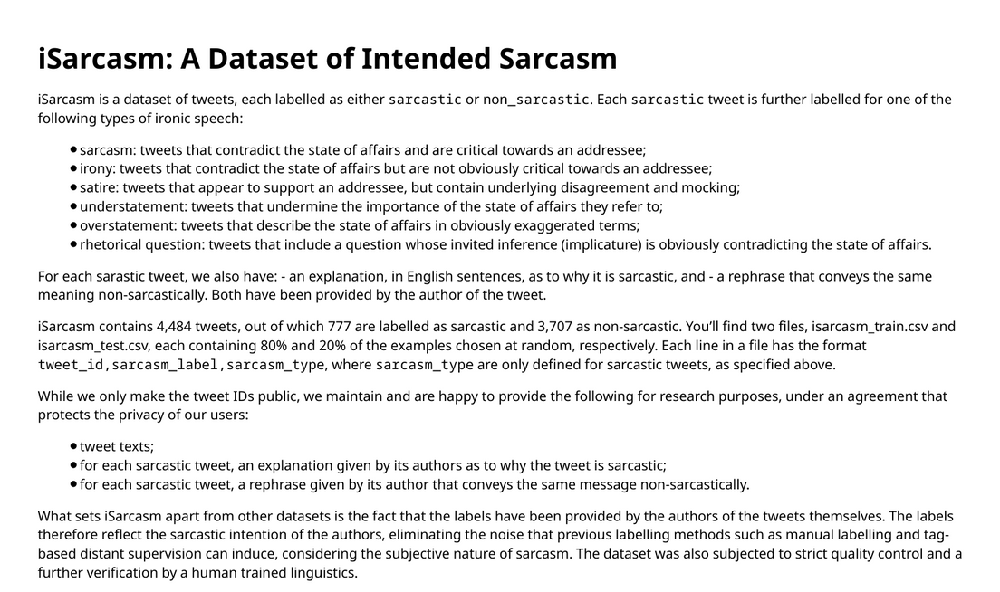 iSarcasm: A Dataset of Intended Sarcasm
iSarcasm is a dataset of tweets, each labelled as either sarcastic or non_sarcastic. Each sarcastic tweet is further labelled for one of the
following types of ironic speech:
● sarcasm: tweets that contradict the state of affairs and are critical towards an addressee;
● irony: tweets that contradict the state of affairs but are not obviously critical towards an addressee;
● satire: tweets that appear to support an addressee, but contain underlying disagreement and mocking;
● understatement: tweets that undermine the importance of the state of affairs they refer to;
● overstatement: tweets that describe the state of affairs in obviously exaggerated terms;
● rhetorical question: tweets that include a question whose invited inference (implicature) is obviously contradicting the state of affairs.
For each sarastic tweet, we also have: - an explanation, in English sentences, as to why it is sarcastic, and - a rephrase that conveys the same
meaning non-sarcastically. Both have been provided by the author of the tweet.
iSarcasm contains 4,484 tweets, out of which 777 are labelled as sarcastic and 3,707 as non-sarcastic. You’ll find two files, isarcasm_train.csv and
isarcasm_test.csv, each containing 80% and 20% of the examples chosen at random, respectively. Each line in a file has the format
tweet_id,sarcasm_label,sarcasm_type, where sarcasm_type are only defined for sarcastic tweets, as specified above.
While we only make the tweet IDs public, we maintain and are happy to provide the following for research purposes, under an agreement that
protects the privacy of our users:
● tweet texts;
● for each sarcastic tweet, an explanation given by its authors as to why the tweet is sarcastic;
● for each sarcastic tweet, a rephrase given by its author that conveys the same message non-sarcastically.
What sets iSarcasm apart from other datasets is the fact that the labels have been provided by the authors of the tweets themselves. The labels
therefore reflect the sarcastic intention of the authors, eliminating the noise that previous labelling methods such as manual labelling and tag-
based distant supervision can induce, considering the subjective nature of sarcasm. The dataset was also subjected to strict quality control and a
further verification by a human trained linguistics.